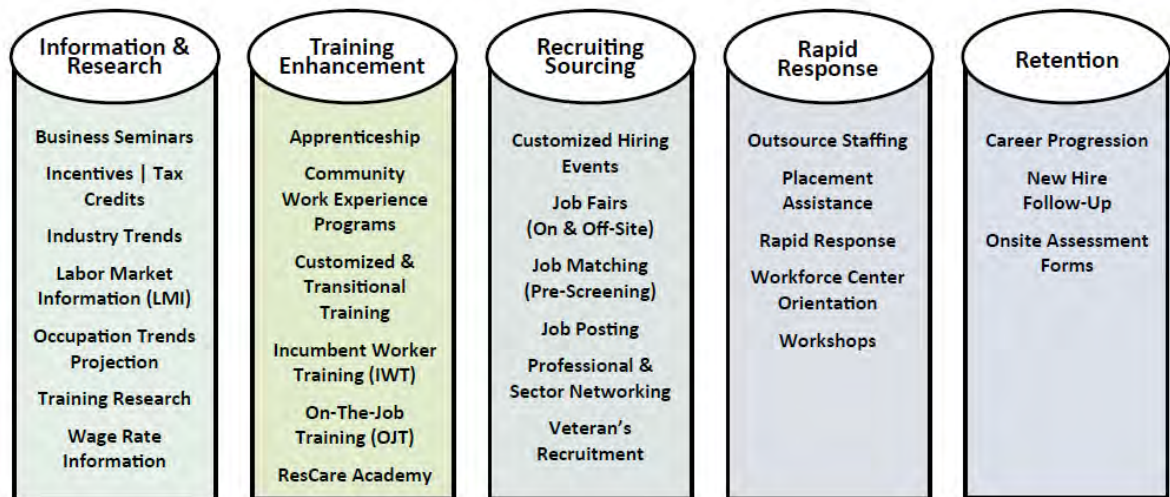 Information &
Research
Business Seminars
Incentives | Tax
Credits
Industry Trends
Labor Market
Information (LMI)
Occupation Trends
Projection
Training Research
Wage Rate
Information
Training
Enhancement
Apprenticeship
Community
Work Experience
Programs
Customized &
Transitional
Training
Incumbent Worker
Training (IWT)
On-The-Job
Training (OJT)
ResCare Academy
Recruiting
Sourcing
Customized Hiring
Events
Job Fairs
(On & Off-Site)
Job Matching
(Pre-Screening)
Job Posting
Professional &
Sector Networking
Veteran's
Recruitment
Rapid
Response
Outsource Staffing
Placement
Assistance
Rapid Response
Workforce Center
Orientation
Workshops
Retention
Career Progression
New Hire
Follow-Up
Onsite Assessment
Forms